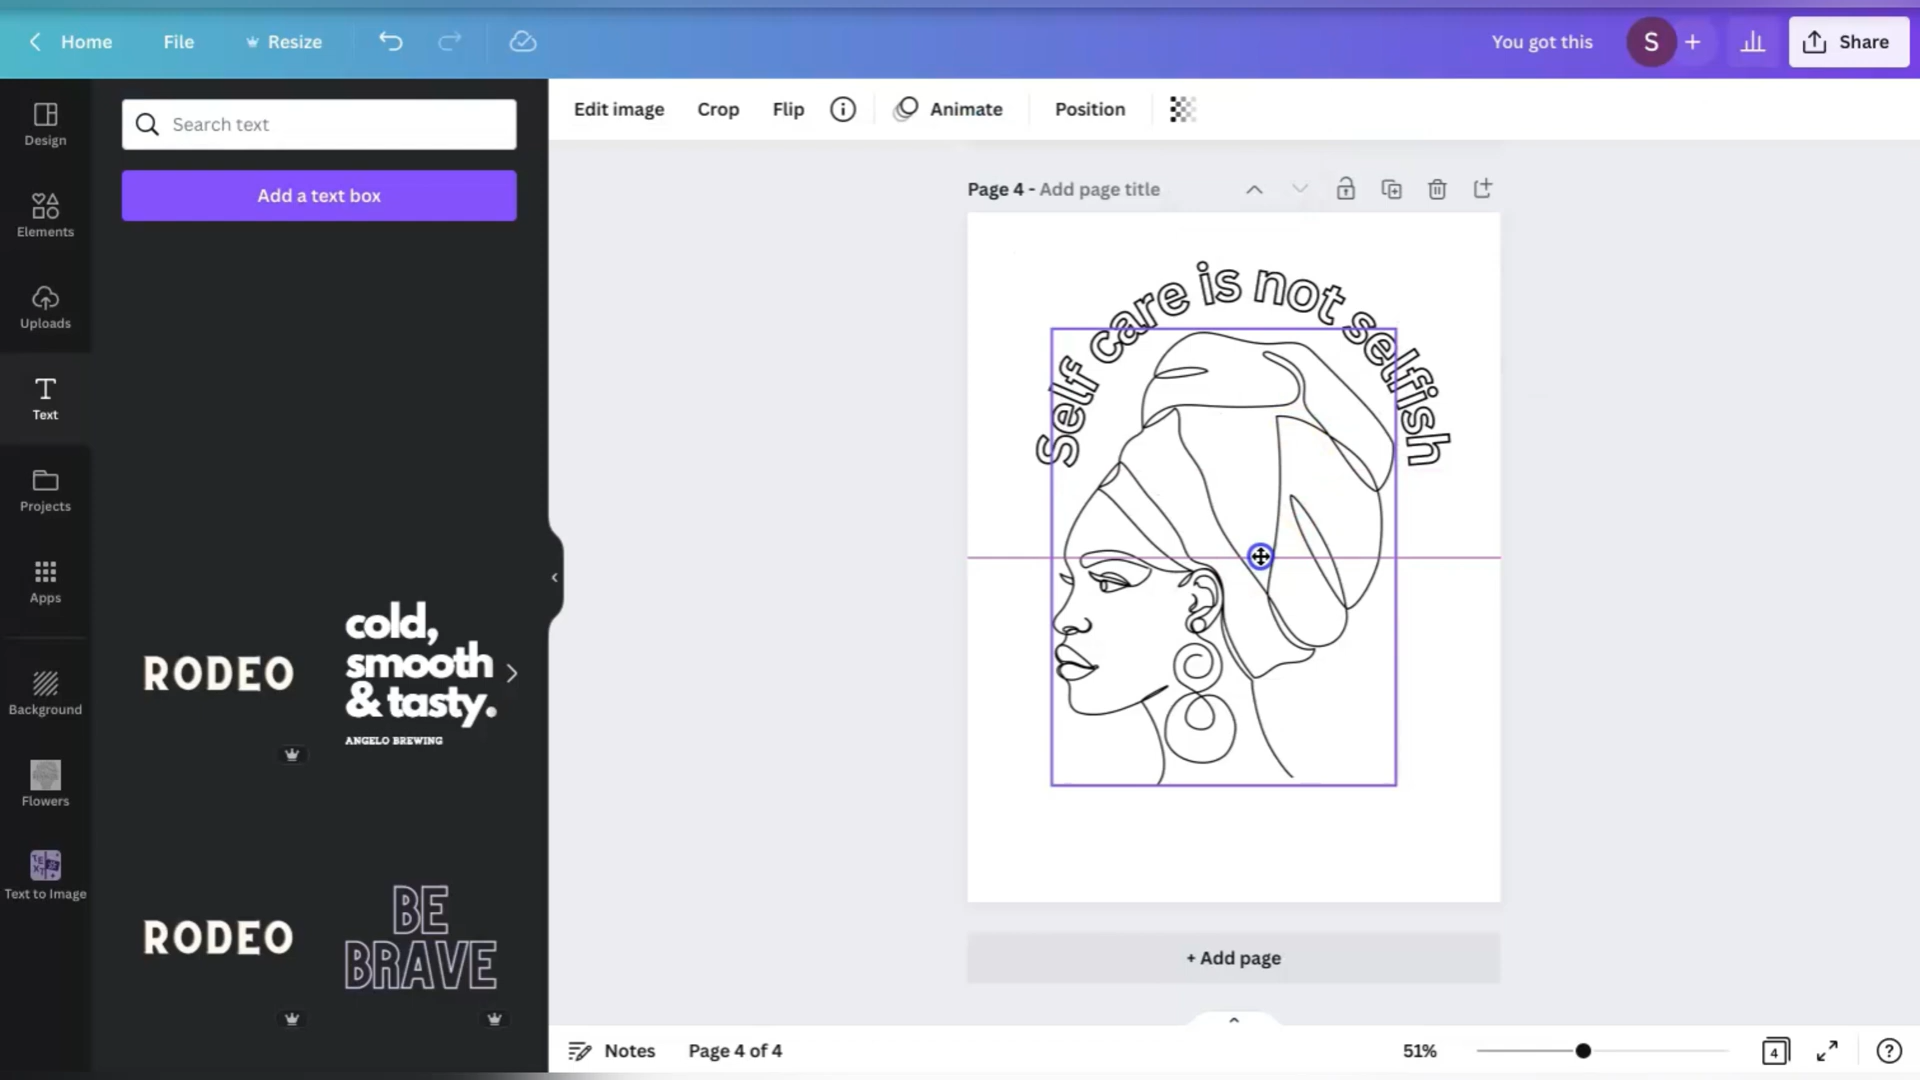 Home File Resize You got this S + Share
Design
Elements
Uploads
Text
Projects
Apps
Background
Flowers
Text to Image
Search text
Add a text box
RODEO
cold,
smooth
& tasty.
ANGELO BREWING
RODEO
BE
BRAVE
Edit image Crop Flip Animate Position
Page 4 - Add page title
Self care is not selfish
+ Add page
Notes Page 4 of 4 51% 4 ?